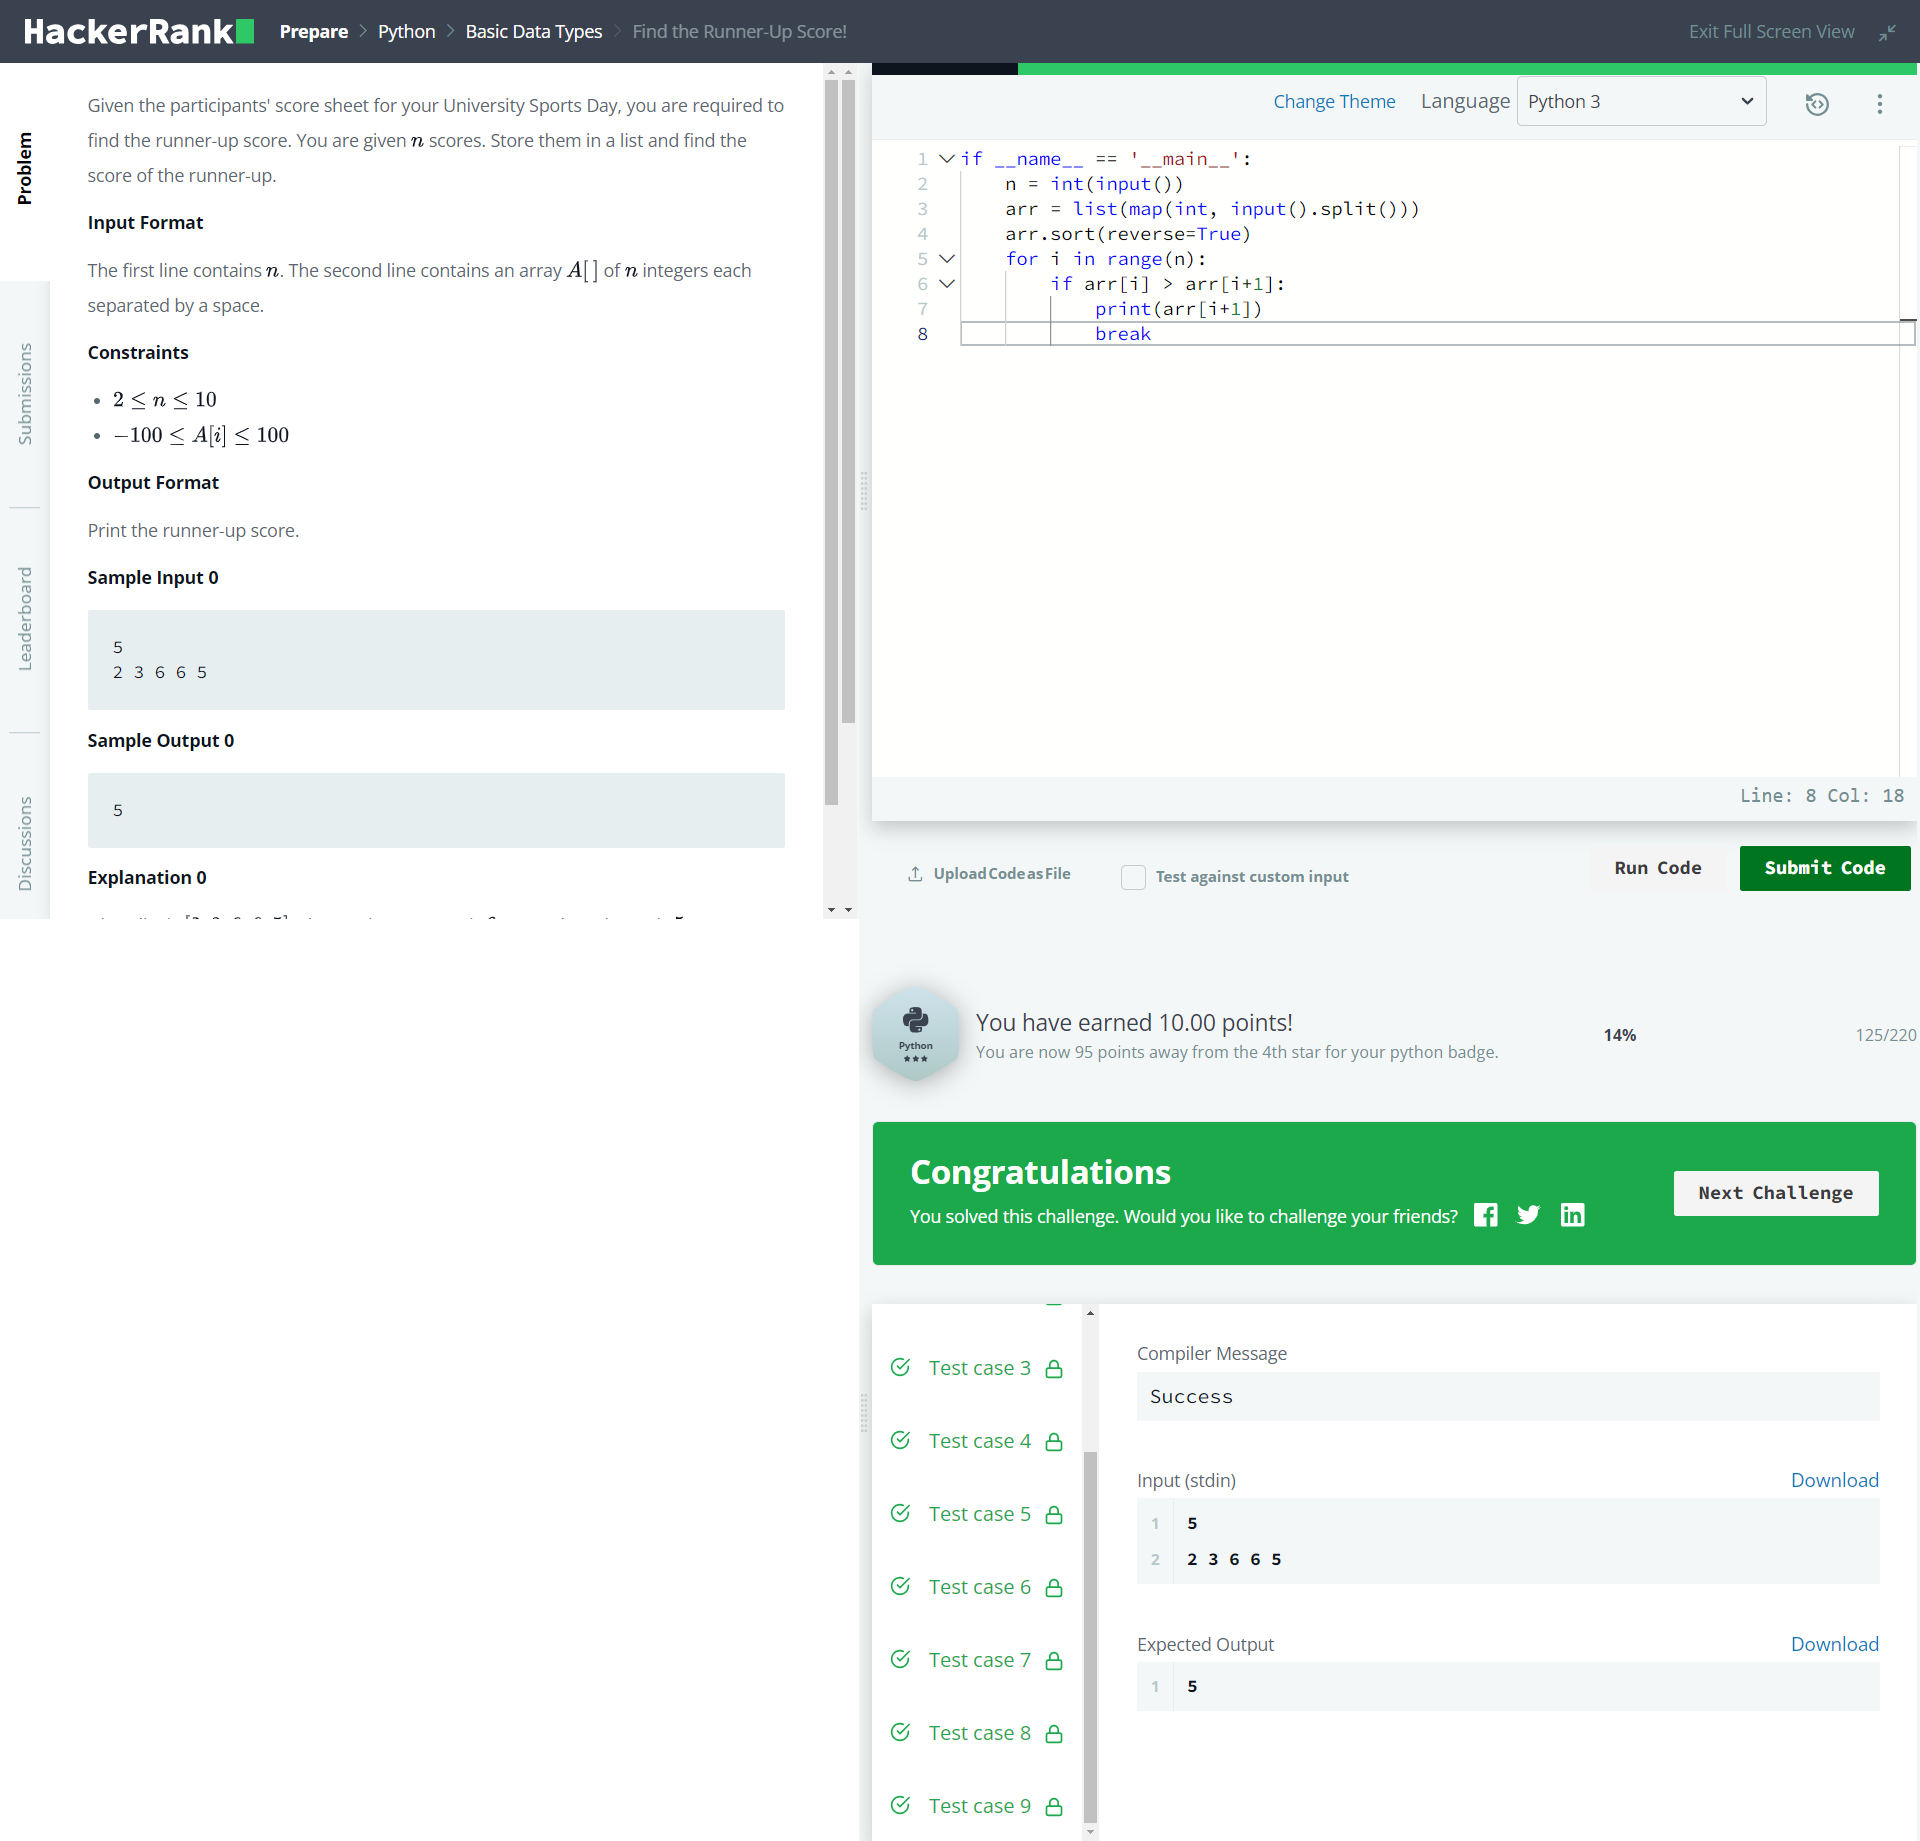 HackerRank
Prepare > Python > Basic Data Types > Find the Runner-Up Score!
Exit Full Screen View
Problem
Submissions
Leaderboard
Discussions
Given the participants' score sheet for your University Sports Day, you are required to
find the runner-up score. You are given n scores. Store them in a list and find the
score of the runner-up.
Input Format
The first line contains n. The second line contains an array A[] of n integers each
separated by a space.
Constraints
• 2 ≤ n ≤ 10
• −100 ≤ A[i] ≤ 100
Output Format
Print the runner-up score.
Sample Input 0
5
2 3 6 6 5
Sample Output 0
5
Explanation 0
Change Theme Language Python 3
1 if __name__ == '__main__':
2     n = int(input())
3     arr = list(map(int, input().split()))
4     arr.sort(reverse=True)
5     for i in range(n):
6         if arr[i] > arr[i+1]:
7             print(arr[i+1])
8             break
Line: 8 Col: 18
Upload Code as File
Test against custom input
Run Code
Submit Code
Python
You have earned 10.00 points!
You are now 95 points away from the 4th star for your python badge.
14%
125/220
Congratulations
You solved this challenge. Would you like to challenge your friends?
Next Challenge
Test case 3
Test case 4
Test case 5
Test case 6
Test case 7
Test case 8
Test case 9
Compiler Message
Success
Input (stdin) Download
1 5
2 2 3 6 6 5
Expected Output Download
1 5